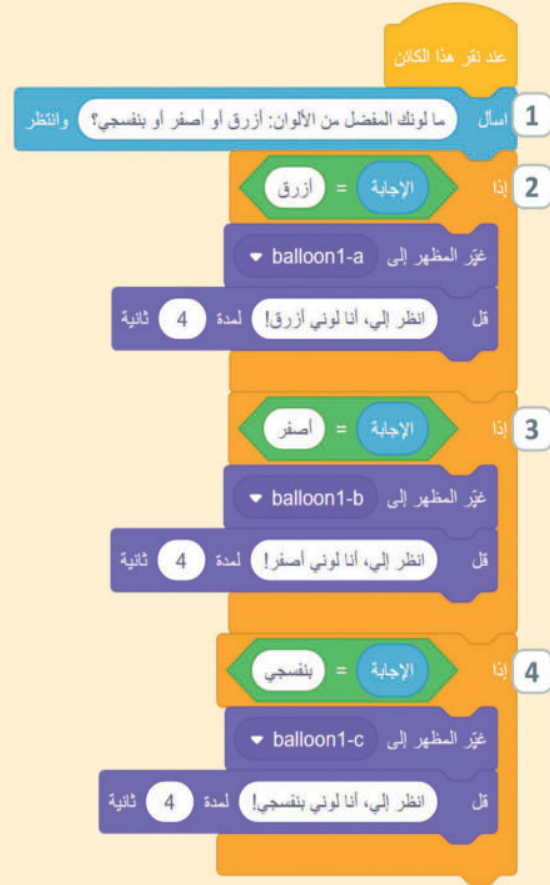 عند نقر هذا الكائن
1 اسأل ما لونك المفضل من الألوان: أزرق أو أصفر أو بنفسجي؟ وانتظر
2 إذا الإجابة = أزرق
غيّر المظهر إلى balloon1-a
قل انظر إلي، أنا لوني أزرق! لمدة 4 ثانية
3 إذا الإجابة = أصفر
غيّر المظهر إلى balloon1-b
قل انظر إلي، أنا لوني أصفر! لمدة 4 ثانية
4 إذا الإجابة = بنفسجي
غيّر المظهر إلى balloon1-c
قل انظر إلي، أنا لوني بنفسجي! لمدة 4 ثانية